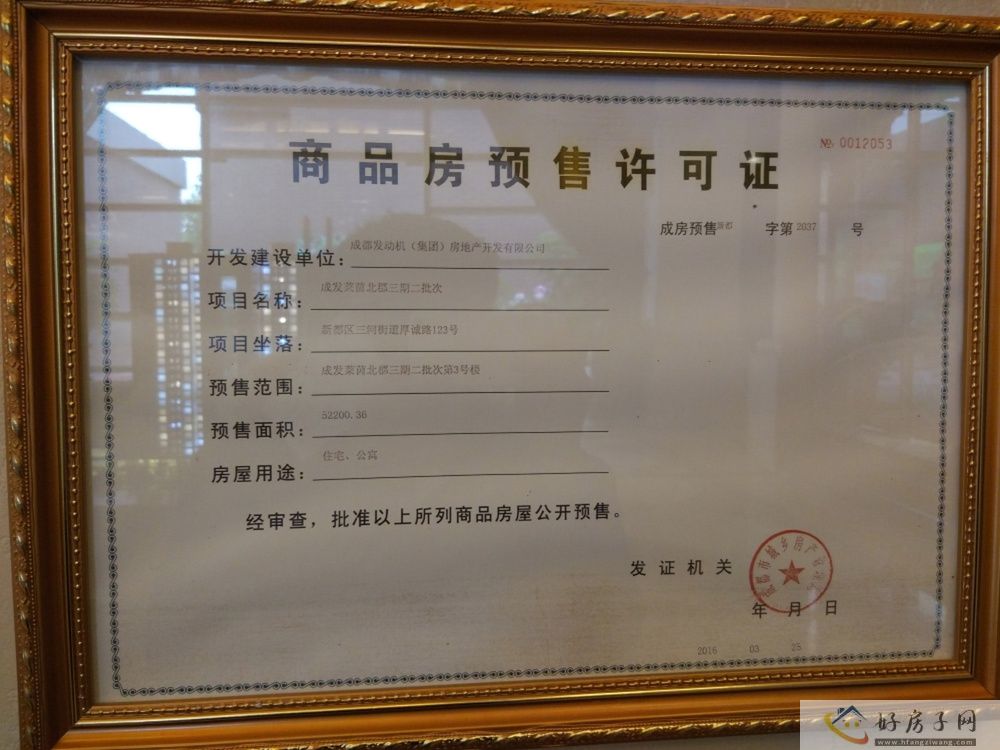 № 0012053
商品房预售许可证
成房预售新都 字第2037 号
开发建设单位：成都发动机（集团）房地产开发有限公司
项目名称：成发莱茵北郡三期二批次
项目坐落：新都区三河街道厚诚路123号
预售范围：成发莱茵北郡三期二批次第3号楼
预售面积：52200.36
房屋用途：住宅、公寓
经审查，批准以上所列商品房屋公开预售。
发证机关
年 月 日
2016 03 25
好房子网
www.hfangziwang.com